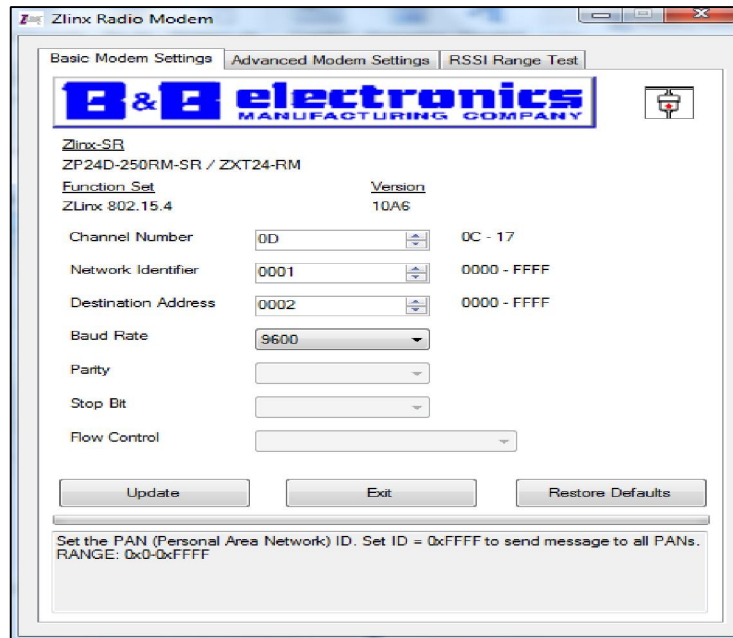 Zlinx Radio Modem
Basic Modem Settings Advanced Modem Settings RSSI Range Test
B & B electronics
MANUFACTURING COMPANY
Zlinx-SR
ZP24D-250RM-SR / ZXT24-RM
Function Set Version
ZLinx 802.15.4 10A6
Channel Number 0D 0C - 17
Network Identifier 0001 0000 - FFFF
Destination Address 0002 0000 - FFFF
Baud Rate 9600
Parity
Stop Bit
Flow Control
Update Exit Restore Defaults
Set the PAN (Personal Area Network) ID. Set ID = 0xFFFF to send message to all PANs.
RANGE: 0x0-0xFFFF